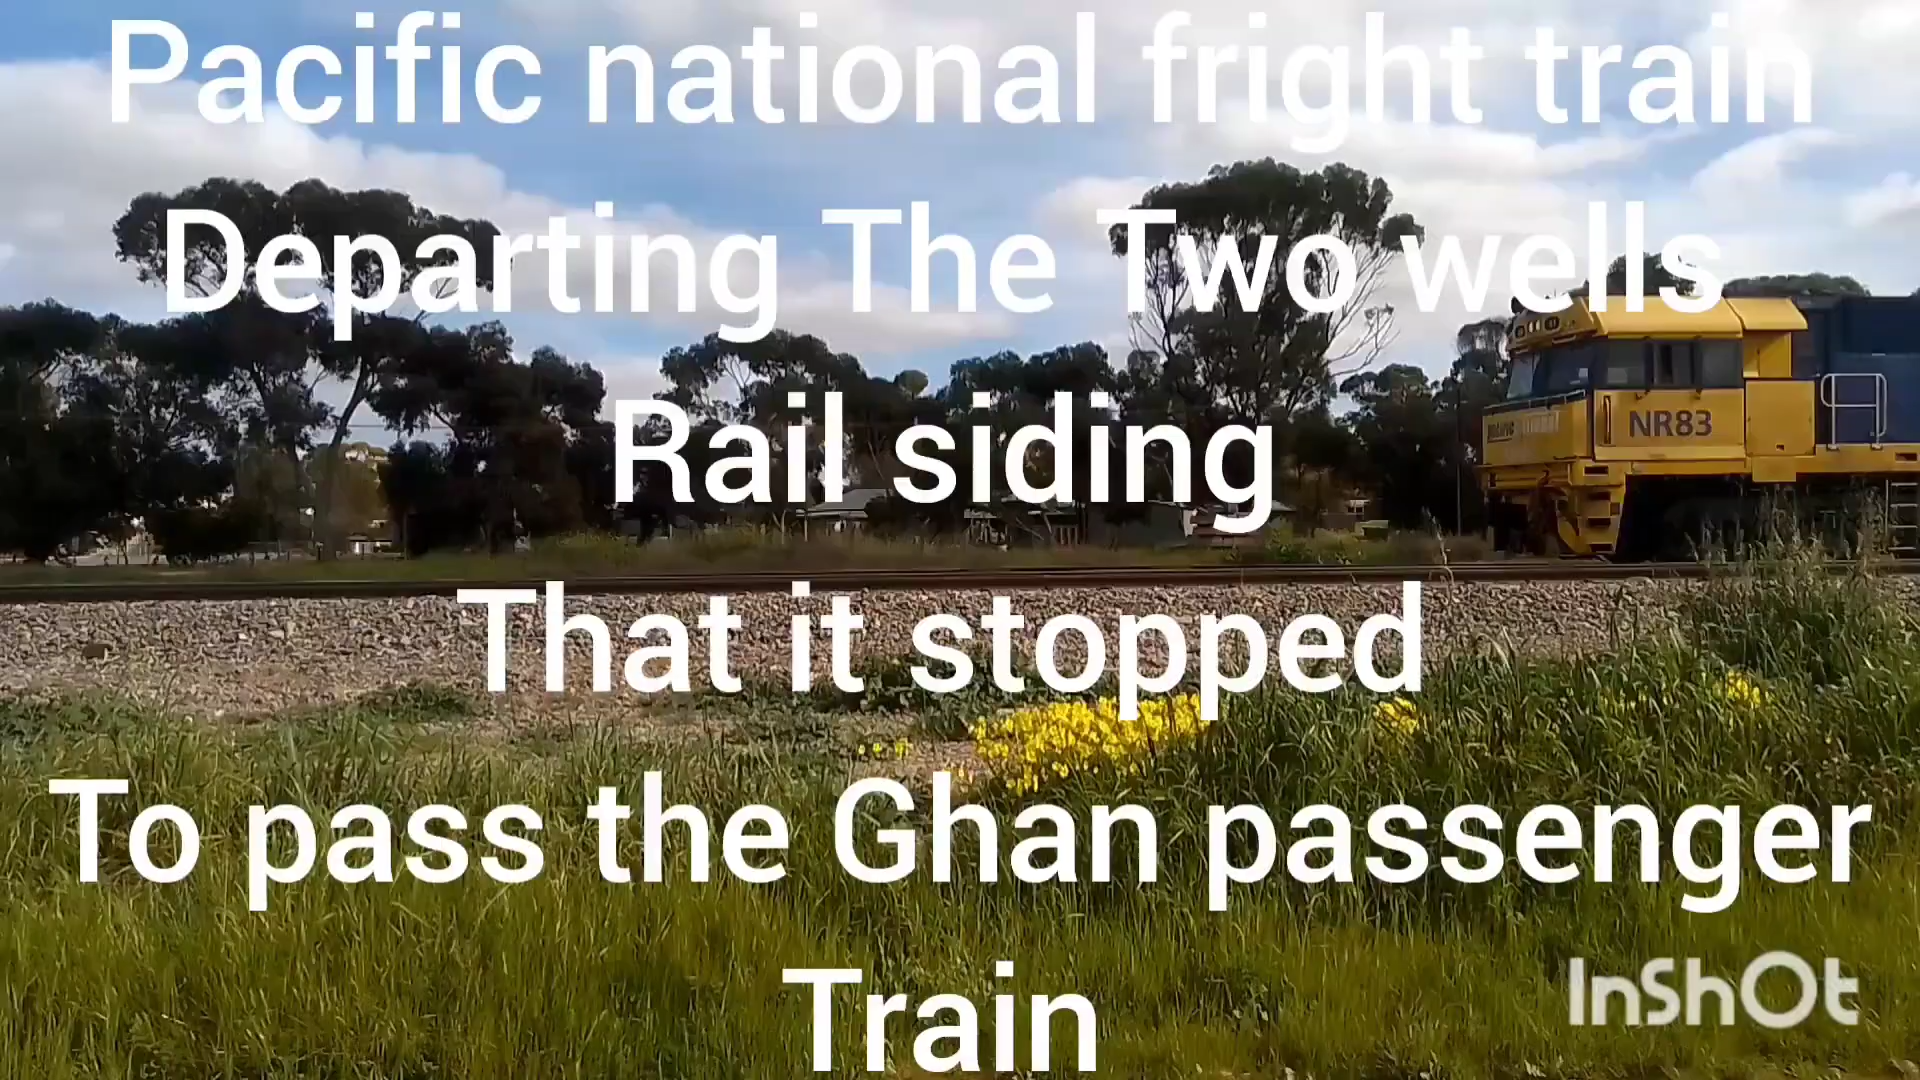 Pacific national fright train
Departing The Two wells
Rail siding
That it stopped
To pass the Ghan passenger
Train
NR83
InShOt